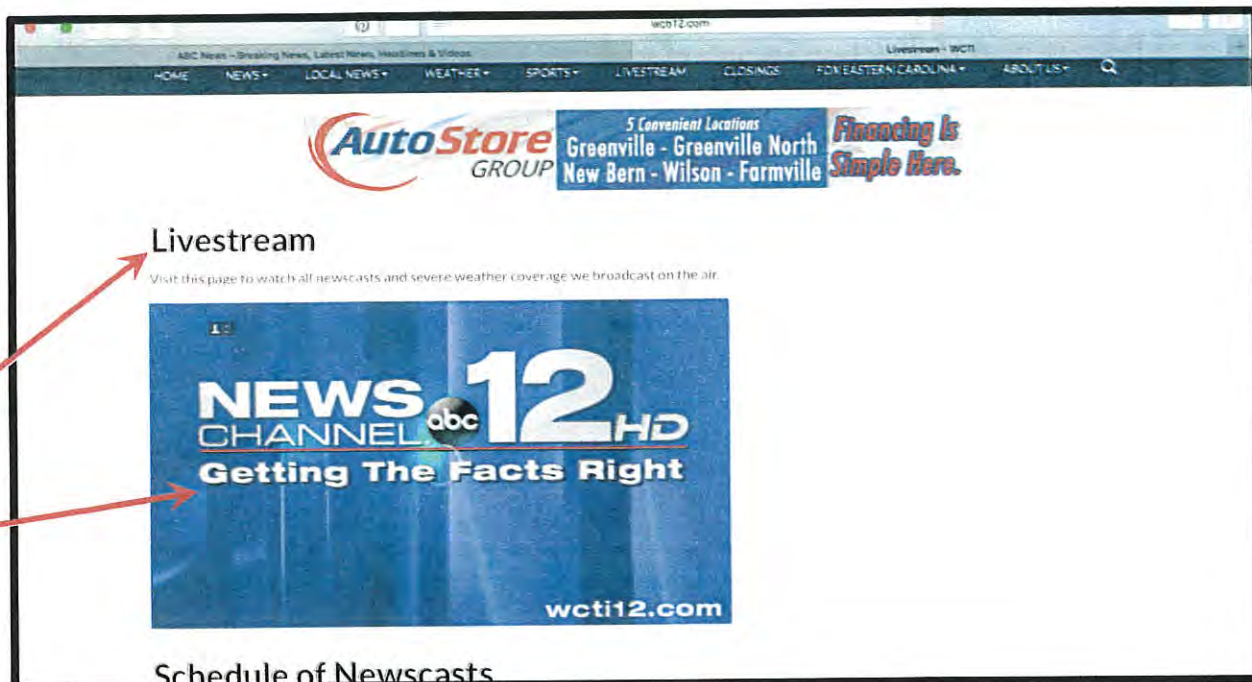 wcti12.com
ABC News – Breaking News, Latest News, Headlines & Videos
Livestream - WCTI
HOME NEWS LOCAL NEWS WEATHER SPORTS LIVESTREAM CLOSINGS FOX EASTERN CAROLINA ABOUT US
AutoStore
GROUP
5 Convenient Locations
Greenville - Greenville North
New Bern - Wilson - Farmville
Financing Is
Simple Here.
Livestream
Visit this page to watch all newscasts and severe weather coverage we broadcast on the air.
NEWS abc 12 HD
CHANNEL
Getting The Facts Right
wcti12.com
Schedule of Newscasts